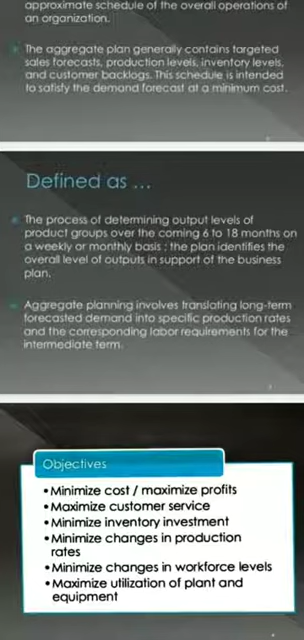 approximate schedule of the overall operations of
an organization.
The aggregate plan generally contains targeted
sales forecasts, production levels, inventory levels,
and customer backlogs. This schedule is intended
to satisfy the demand forecast at a minimum cost.
Defined as ...
The process of determining output levels of
product groups over the coming 6 to 18 months on
a weekly or monthly basis ; the plan identifies the
overall level of outputs in support of the business
plan.
Aggregate planning involves translating long-term
forecasted demand into specific production rates
and the corresponding labor requirements for the
intermediate term.
Objectives
• Minimize cost / maximize profits
• Maximize customer service
• Minimize inventory investment
• Minimize changes in production
rates
• Minimize changes in workforce levels
• Maximize utilization of plant and
equipment